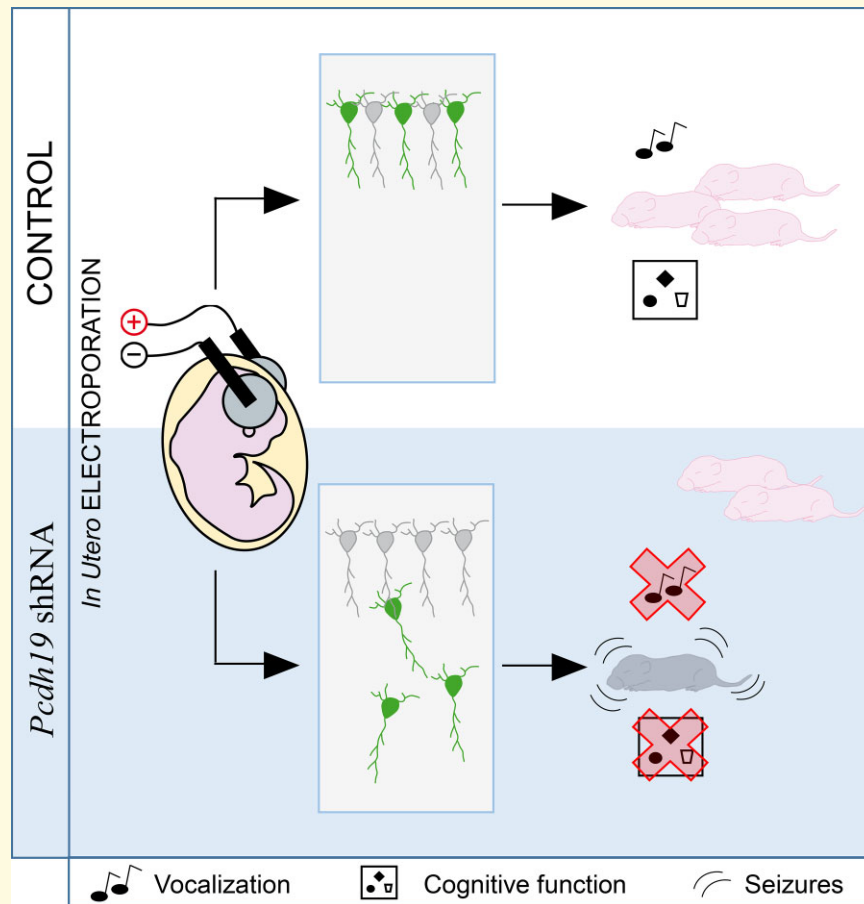 CONTROL
In Utero ELECTROPORATION
Pcdh19 shRNA
+
−
Vocalization
Cognitive function
Seizures